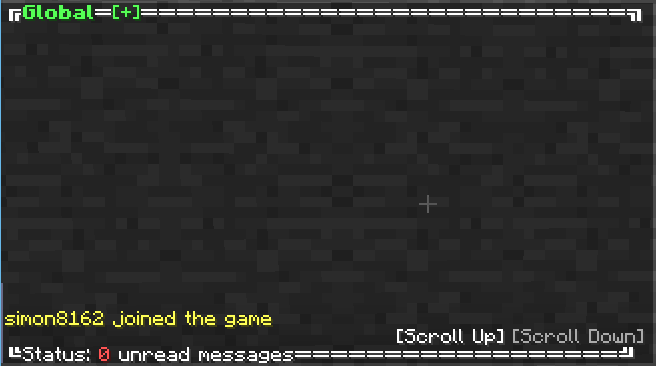 ╔Global═[+]════════════════════════════╗
simon8162 joined the game
[Scroll Up] [Scroll Down]
╚Status: 0 unread messages═══════════════════╝